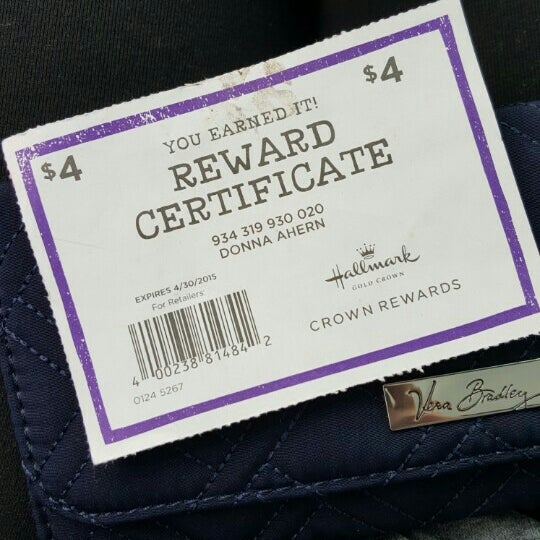 $4
$4
YOU EARNED IT!
REWARD
CERTIFICATE
934 319 930 020
DONNA AHERN
EXPIRES 4/30/2015
For Retailers
4 00238 81484 2
0124 5267
Hallmark
GOLD CROWN
CROWN REWARDS
Vera Bradley